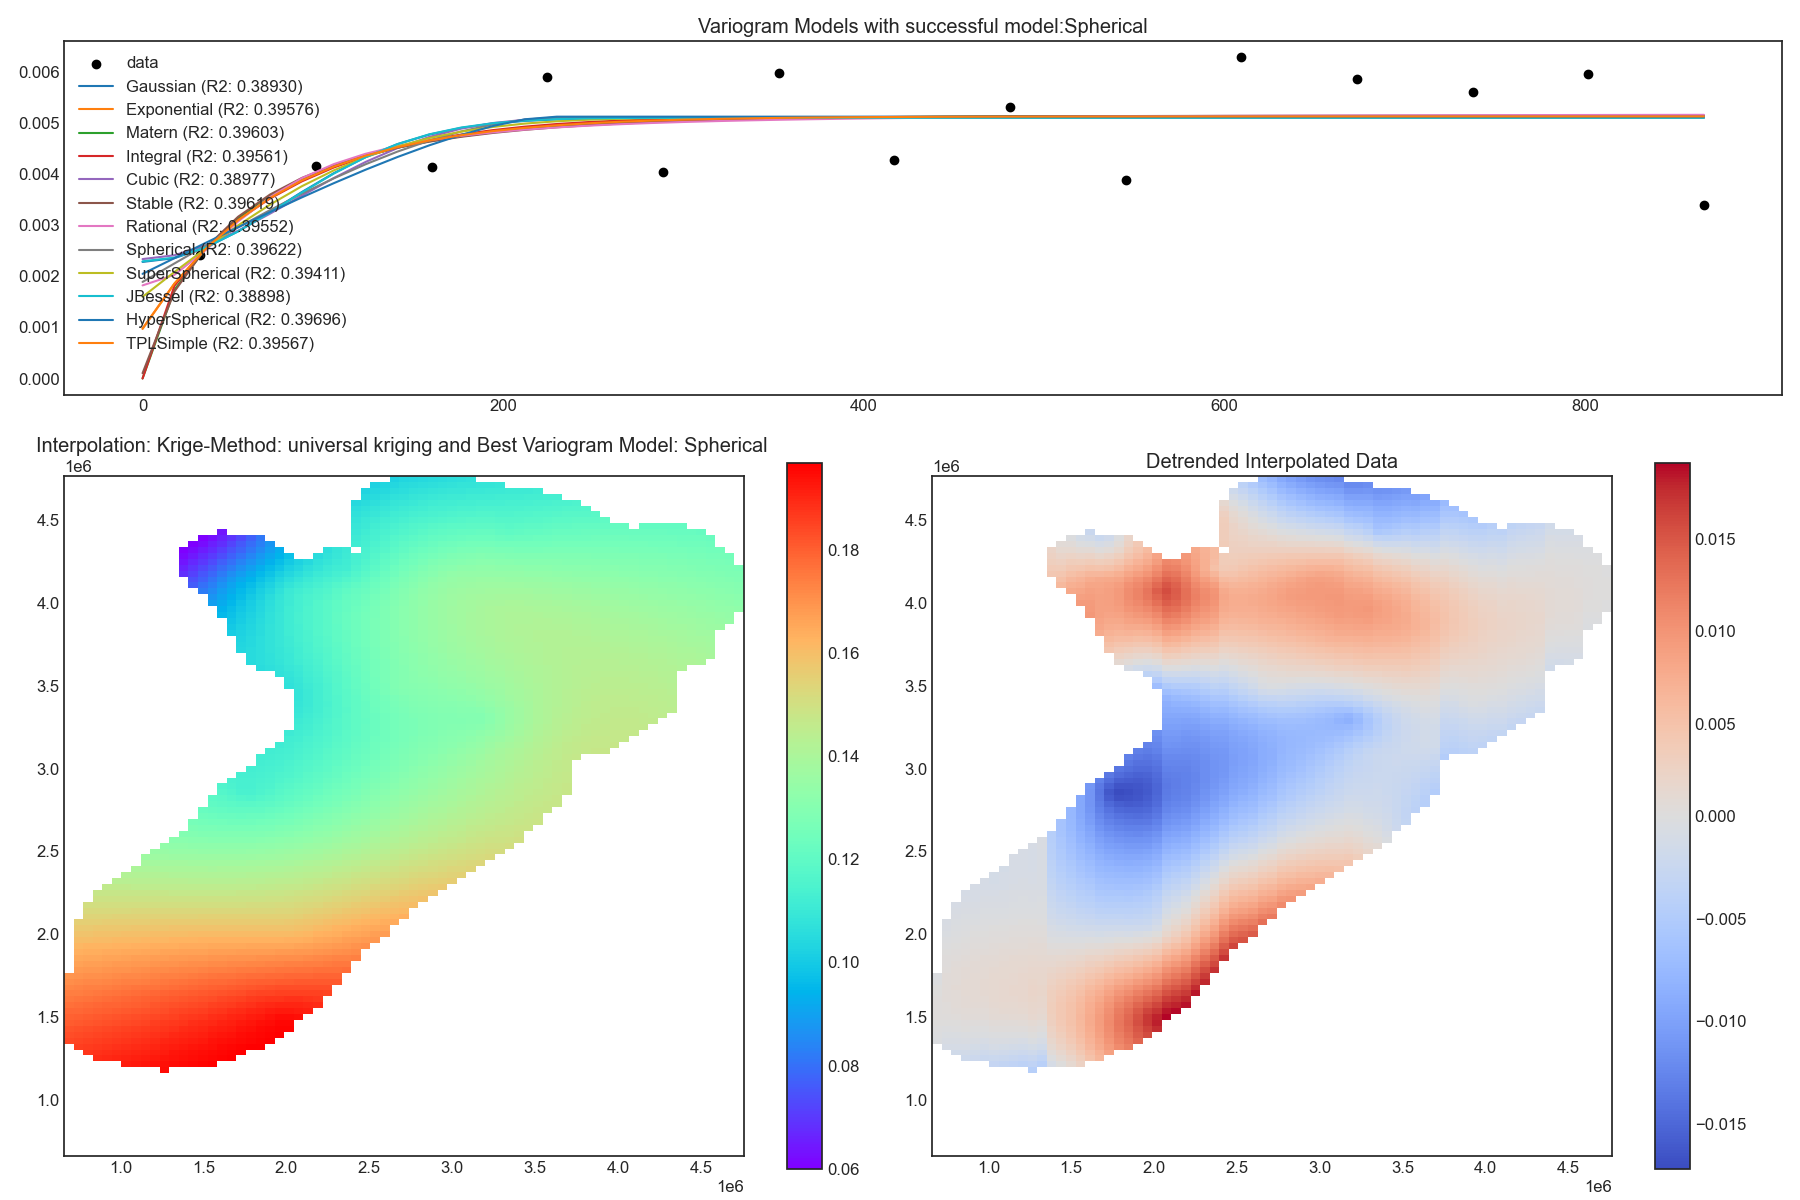 Variogram Models with successful model:Spherical
0.006
0.005
0.004
0.003
0.002
0.001
0.000
data
Gaussian (R2: 0.38930)
Exponential (R2: 0.39576)
Matern (R2: 0.39603)
Integral (R2: 0.39561)
Cubic (R2: 0.38977)
Stable (R2: 0.39619)
Rational (R2: 0.39552)
Spherical (R2: 0.39622)
SuperSpherical (R2: 0.39411)
JBessel (R2: 0.38898)
HyperSpherical (R2: 0.39696)
TPLSimple (R2: 0.39567)
0 200 400 600 800
Interpolation: Krige-Method: universal kriging and Best Variogram Model: Spherical
1e6
4.5
4.0
3.5
3.0
2.5
2.0
1.5
1.0
1.0 1.5 2.0 2.5 3.0 3.5 4.0 4.5
1e6
0.18
0.16
0.14
0.12
0.10
0.08
0.06
Detrended Interpolated Data
1e6
4.5
4.0
3.5
3.0
2.5
2.0
1.5
1.0
1.0 1.5 2.0 2.5 3.0 3.5 4.0 4.5
1e6
0.015
0.010
0.005
0.000
−0.005
−0.010
−0.015